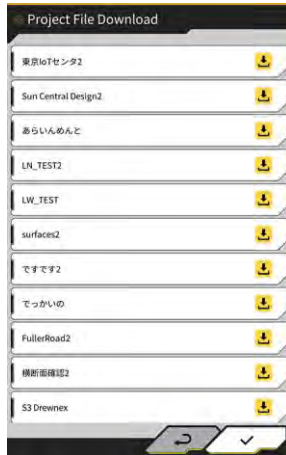 Project File Download
東京IoTセンタ2
Sun Central Design2
あらいんめんと
LN_TEST2
LW_TEST
surfaces2
ですです2
でっかいの
FullerRoad2
横断面確認2
S3 Drewnex